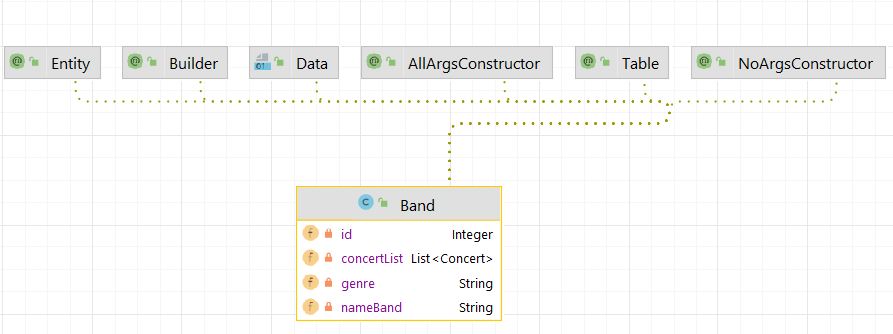 Entity Builder Data AllArgsConstructor Table NoArgsConstructor
Band
id Integer
concertList List<Concert>
genre String
nameBand String